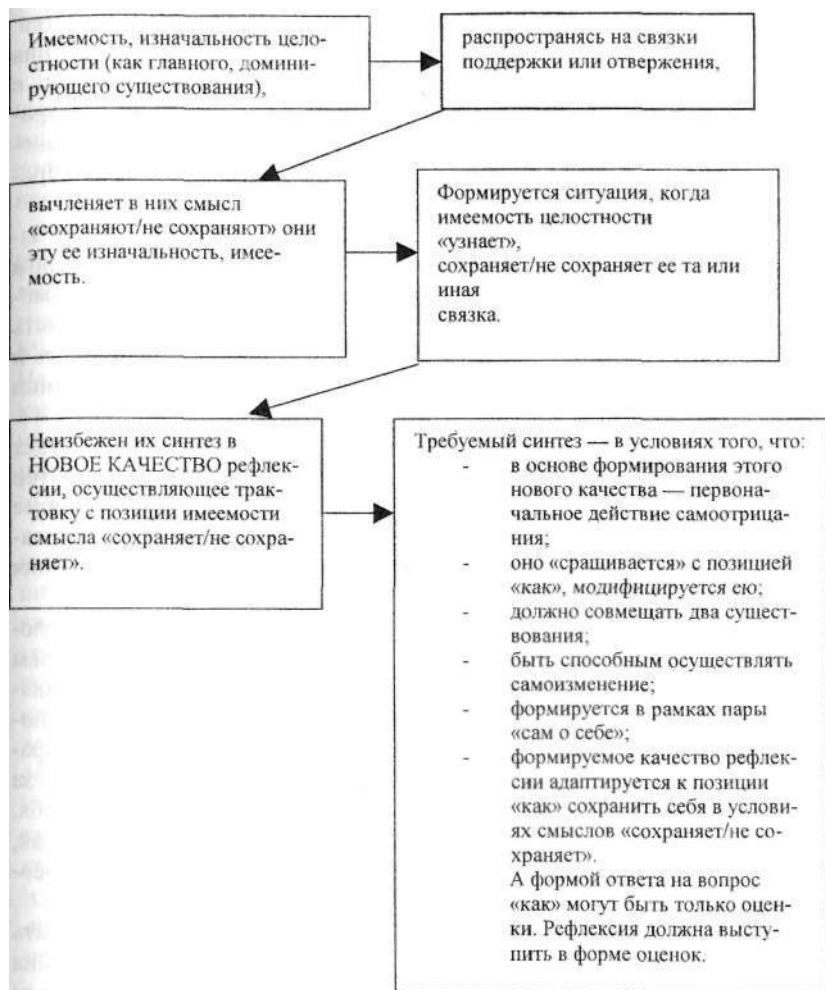 Имеемость, изначальность цело-
стности (как главного, домини-
рующего существования),
распространясь на связки
поддержки или отвержения,
вычленяет в них смысл
«сохраняют/не сохраняют» они
эту ее изначальность, имее-
мость.
Формируется ситуация, когда
имеемость целостности
«узнает»,
сохраняет/не сохраняет ее та или
иная
связка.
Неизбежен их синтез в
НОВОЕ КАЧЕСТВО рефлек-
сии, осуществляющее трак-
товку с позиции имеемости
смысла «сохраняет/не сохра-
няет».
Требуемый синтез — в условиях того, что:
- в основе формирования этого
нового качества — первона-
чальное действие самоотрица-
ния;
- оно «сращивается» с позицией
«как», модифицируется ею;
- должно совмещать два сущест-
вования;
- быть способным осуществлять
самоизменение;
- формируется в рамках пары
«сам о себе»;
- формируемое качество рефлек-
сии адаптируется к позиции
«как» сохранить себя в услови-
ях смыслов «сохраняет/не со-
храняет».
А формой ответа на вопрос
«как» могут быть только оцен-
ки. Рефлексия должна высту-
пить в форме оценок.